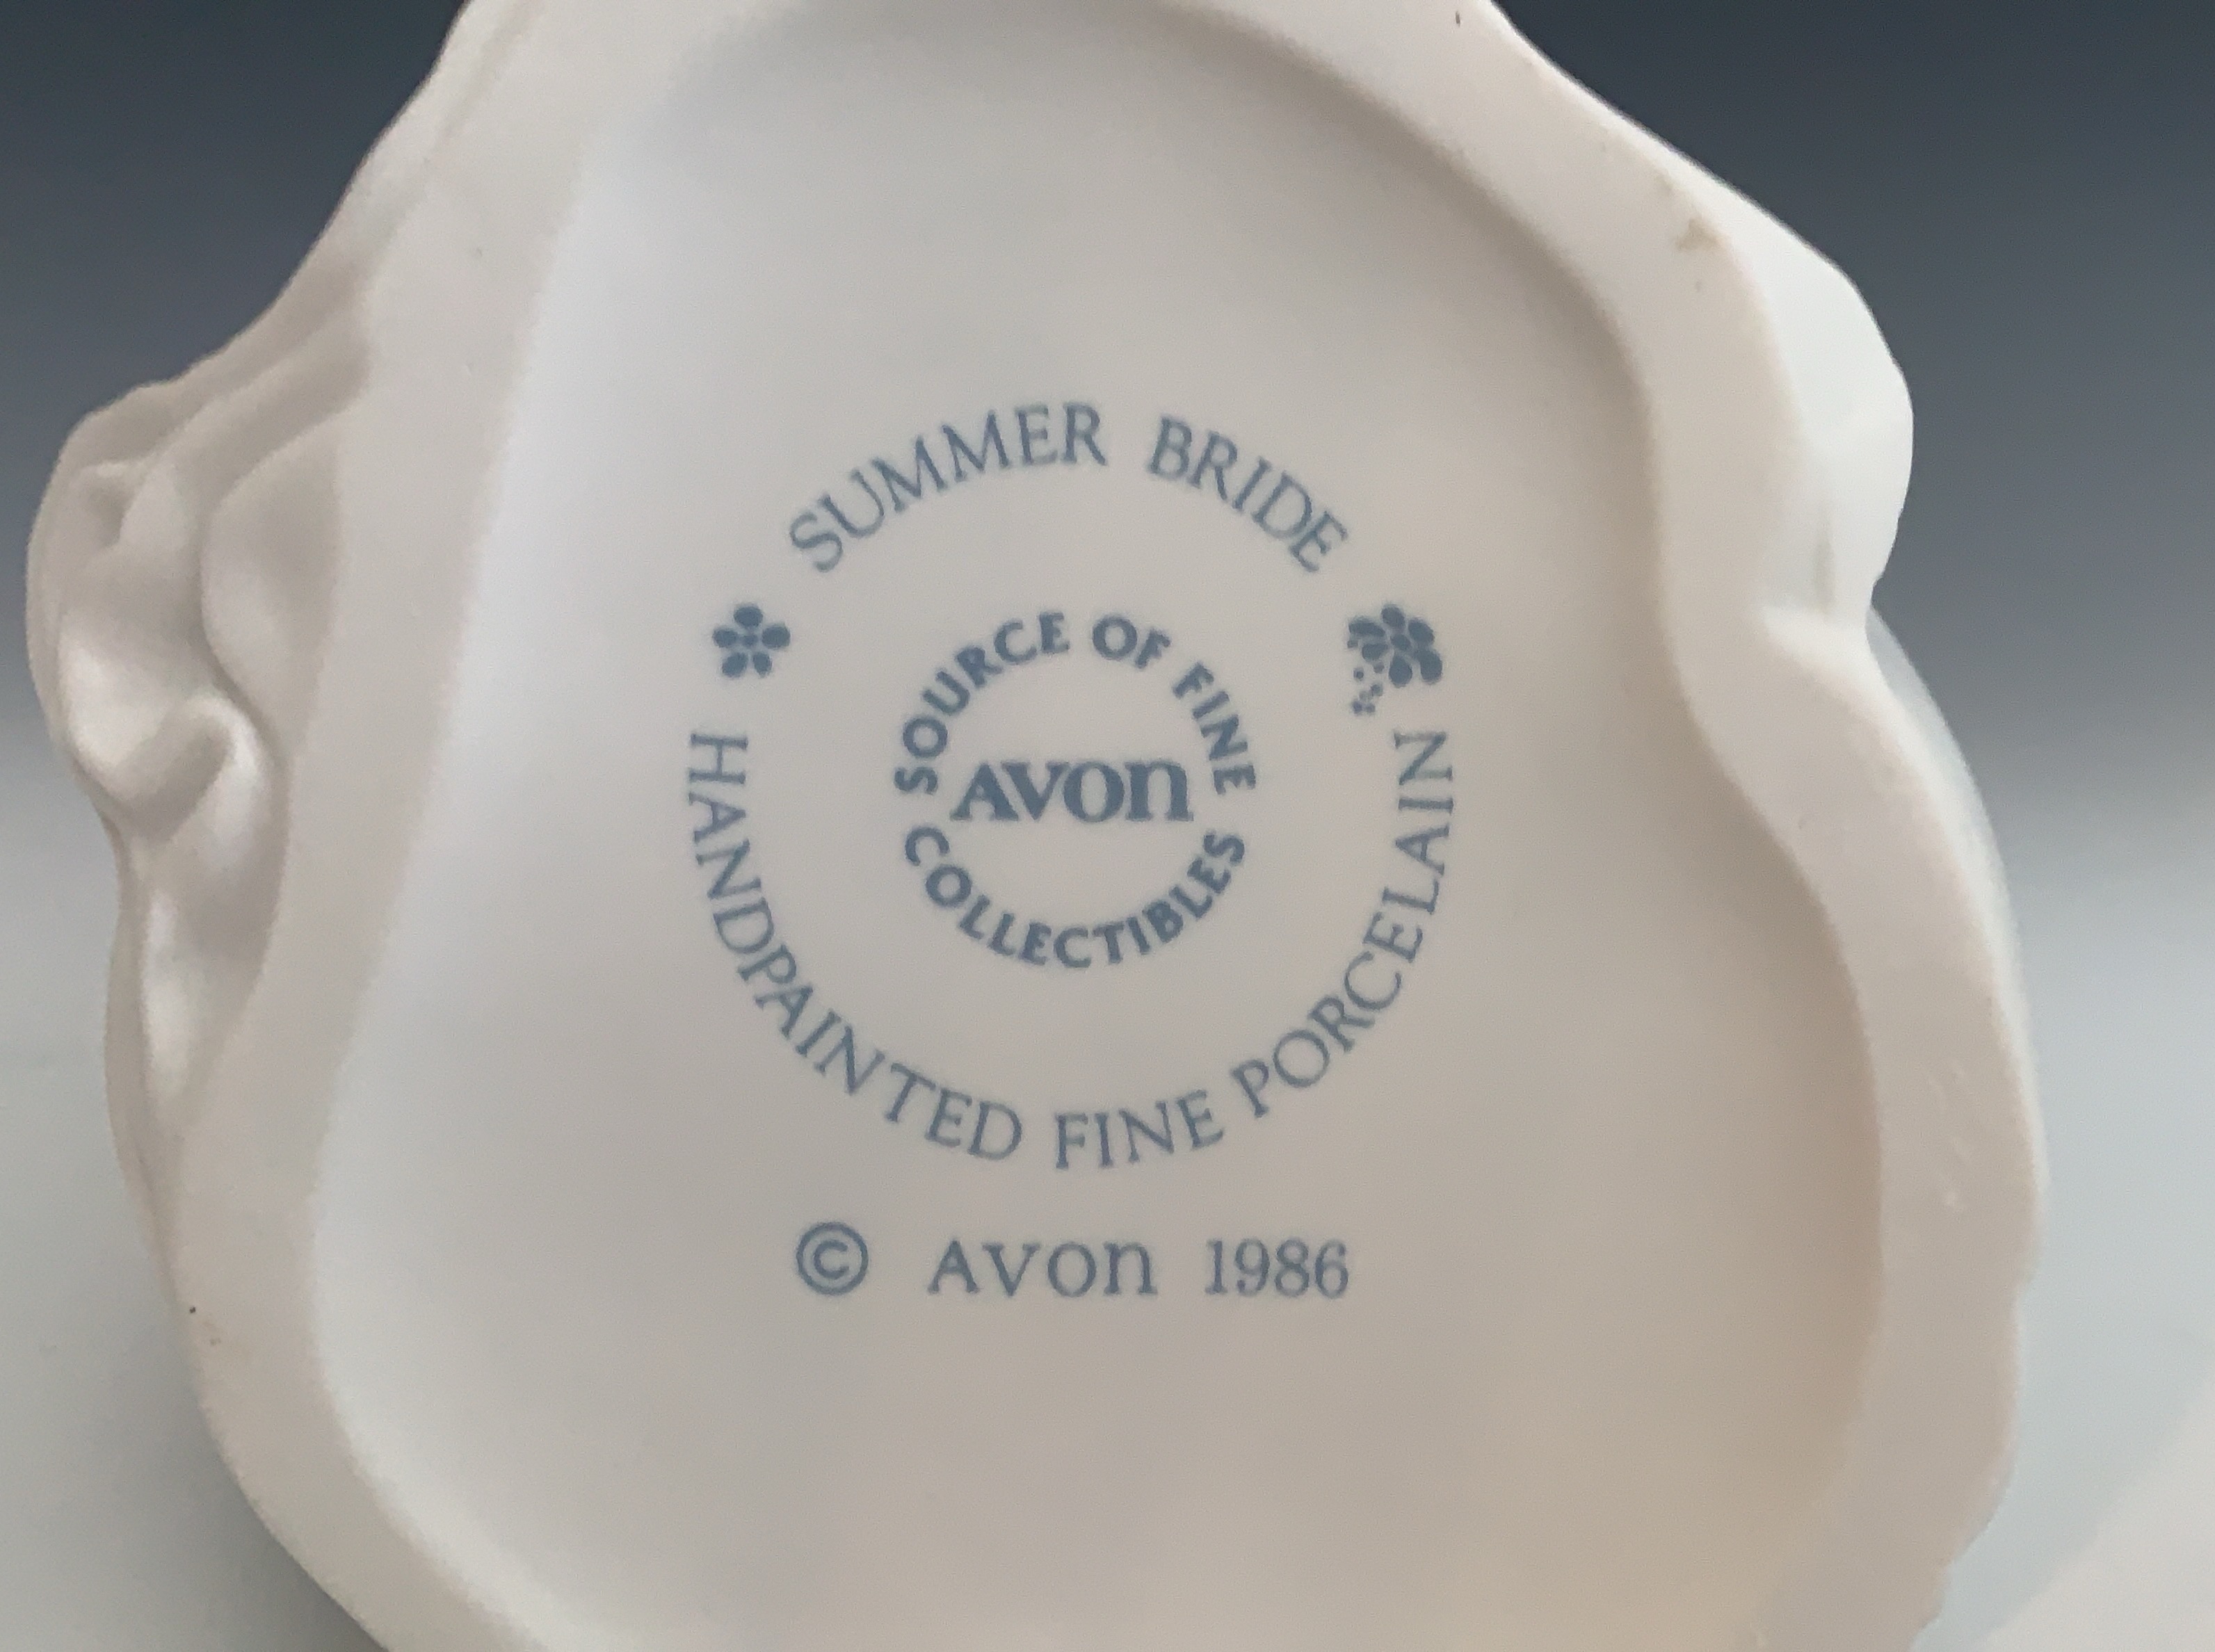 SUMMER BRIDE
SOURCE OF FINE
AVON
COLLECTIBLES
HANDPAINTED FINE PORCELAIN
© AVON 1986